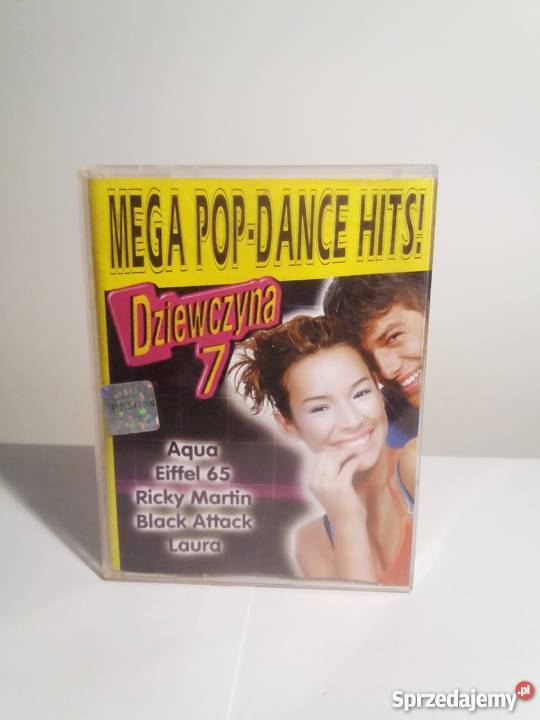 MEGA POP-DANCE HITS!
Dziewczyna
7
Aqua
Eiffel 65
Ricky Martin
Black Attack
Laura
Sprzedajemy.pl